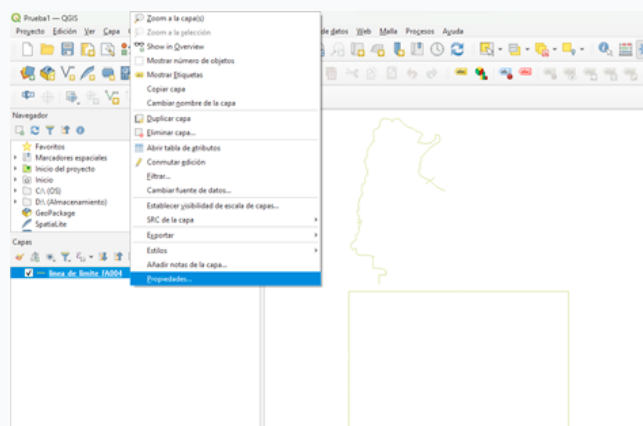 Prueba1 — QGIS
Proyecto Edición Ver Capa
de datos Web Malla Procesos Ayuda
Navegador
Favoritos
Marcadores espaciales
Inicio del proyecto
Inicio
C:\ (OS)
D:\ (Almacenamiento)
GeoPackage
SpatiaLite
Capas
linea de limite FA004
Zoom a la capa(s)
Zoom a la selección
Show in Overview
Mostrar número de objetos
Mostrar Etiquetas
Copiar capa
Cambiar nombre de la capa
Duplicar capa
Eliminar capa...
Abrir tabla de atributos
Conmutar edición
Filtrar...
Cambiar fuente de datos...
Establecer visibilidad de escala de capas...
SRC de la capa
Exportar
Estilos
Añadir notas de la capa...
Propiedades...